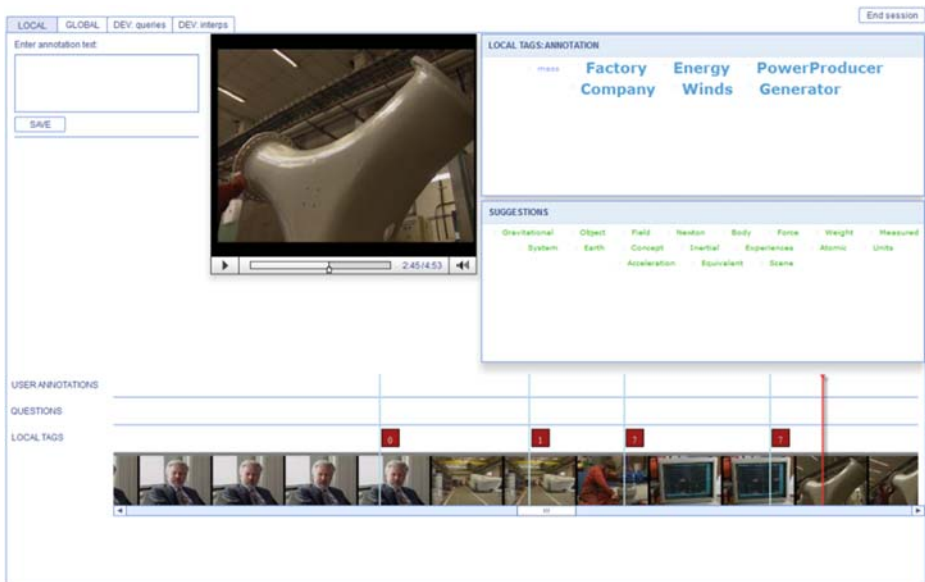 End session
LOCAL GLOBAL DEV: queries DEV: interps
Enter annotation text:
SAVE
2:45/4:53
LOCAL TAGS: ANNOTATION
mass Factory Energy PowerProducer
Company Winds Generator
SUGGESTIONS
Gravitational Object Field Newton Body Force Weight Measured
System Earth Concept Inertial Experiences Atomic Units
Acceleration Equivalent Scene
USER ANNOTATIONS
QUESTIONS
LOCAL TAGS
0 1 7 7